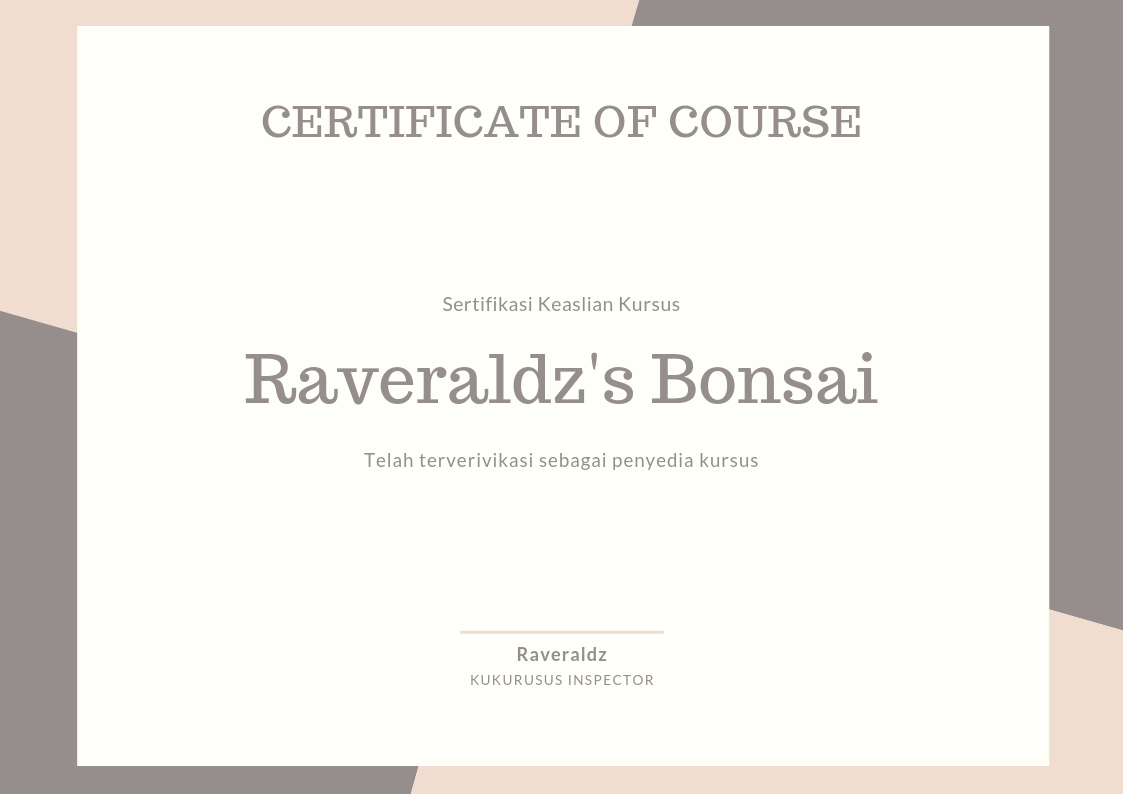 CERTIFICATE OF COURSE
Sertifikasi Keaslian Kursus
Raveraldz's Bonsai
Telah terverivikasi sebagai penyedia kursus
Raveraldz
KUKURUSUS INSPECTOR